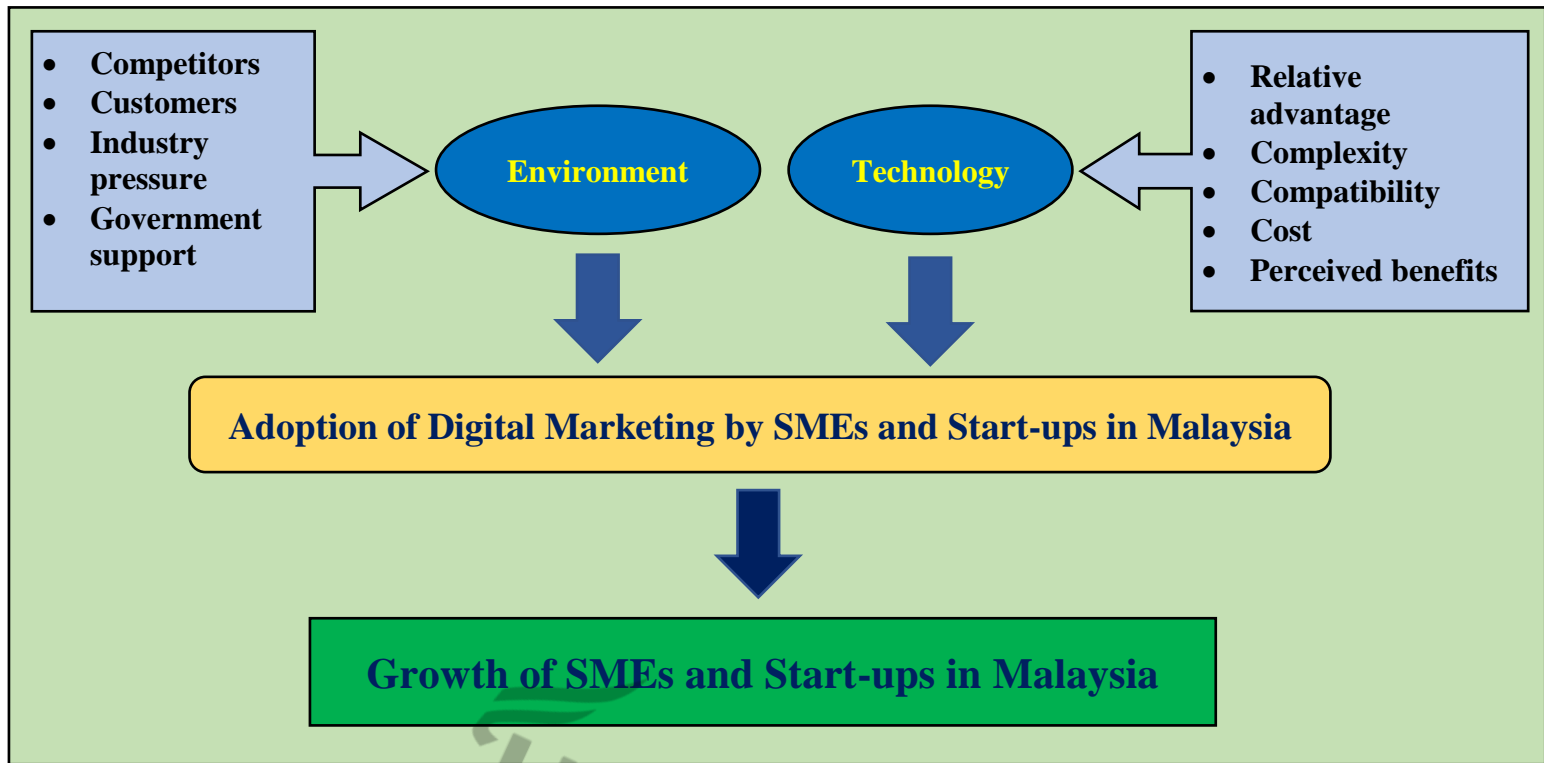 • Competitors
• Customers
• Industry
pressure
• Government
support
Environment
Technology
• Relative
advantage
• Complexity
• Compatibility
• Cost
• Perceived benefits
Adoption of Digital Marketing by SMEs and Start-ups in Malaysia
Growth of SMEs and Start-ups in Malaysia